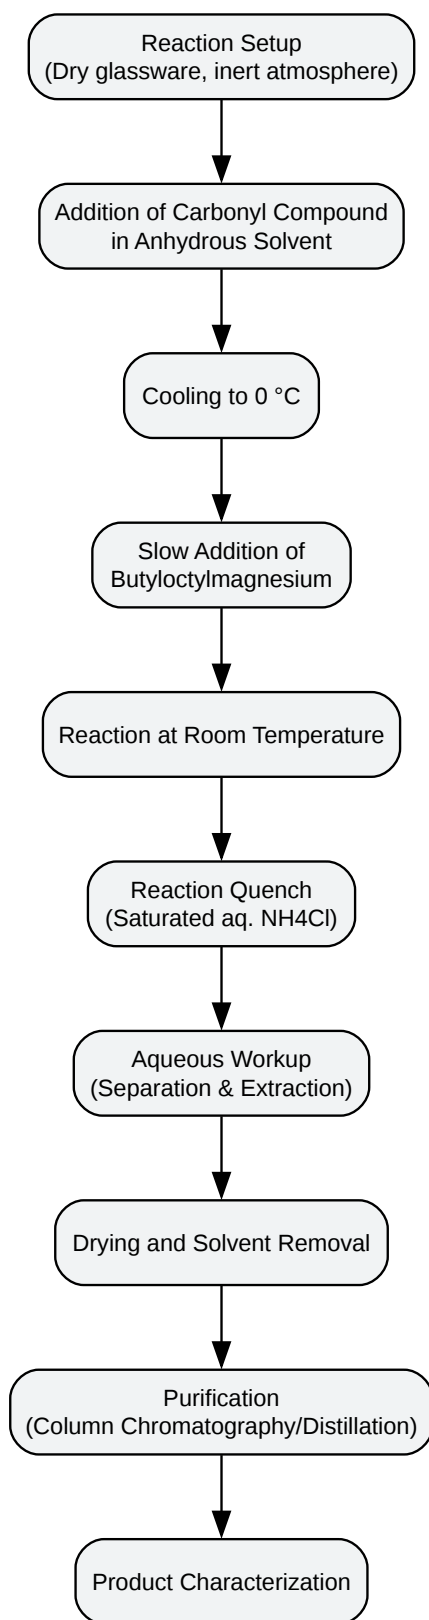 Reaction Setup
(Dry glassware, inert atmosphere)
Addition of Carbonyl Compound
in Anhydrous Solvent
Cooling to 0 °C
Slow Addition of
Butyloctylmagnesium
Reaction at Room Temperature
Reaction Quench
(Saturated aq. NH4Cl)
Aqueous Workup
(Separation & Extraction)
Drying and Solvent Removal
Purification
(Column Chromatography/Distillation)
Product Characterization